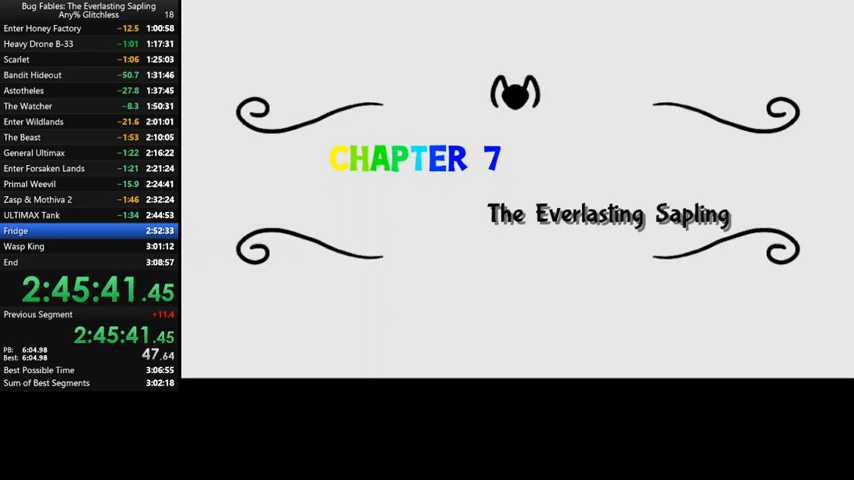 Bug Fables: The Everlasting Sapling
Any% Glitchless 18
Enter Honey Factory -12.5 1:00:58
Heavy Drone B-33 -1:01 1:17:31
Scarlet -1:06 1:25:03
Bandit Hideout -50.7 1:31:46
Astotheles -27.8 1:37:45
The Watcher -8.3 1:50:31
Enter Wildlands -21.6 2:01:01
The Beast -1:53 2:10:05
General Ultimax -1:22 2:16:22
Enter Forsaken Lands -1:21 2:21:24
Primal Weevil -15.9 2:24:41
Zasp & Mothiva 2 -1:46 2:32:24
ULTIMAX Tank -1:34 2:44:53
Fridge 2:52:33
Wasp King 3:01:12
End 3:08:57
2:45:41.45
Previous Segment +11.4
2:45:41.45
PB: 6:04.98
Best: 6:04.98
47.64
Best Possible Time 3:06:55
Sum of Best Segments 3:02:18
CHAPTER 7
The Everlasting Sapling